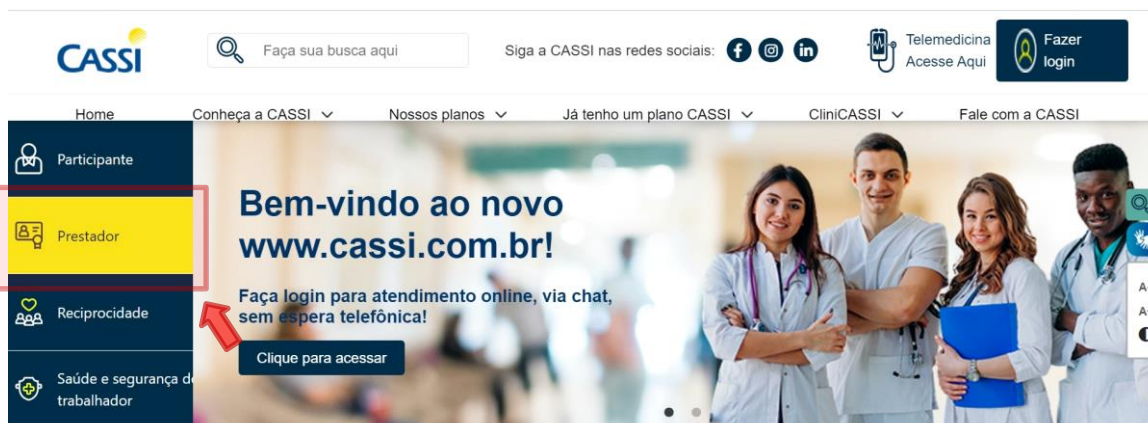 CASSI
Faça sua busca aqui
Siga a CASSI nas redes sociais:
Telemedicina
Acesse Aqui
Fazer
login
Home
Conheça a CASSI
Nossos planos
Já tenho um plano CASSI
CliniCASSI
Fale com a CASSI
Participante
Prestador
Reciprocidade
Saúde e segurança d
trabalhador
Bem-vindo ao novo
www.cassi.com.br!
Faça login para atendimento online, via chat,
sem espera telefônica!
Clique para acessar